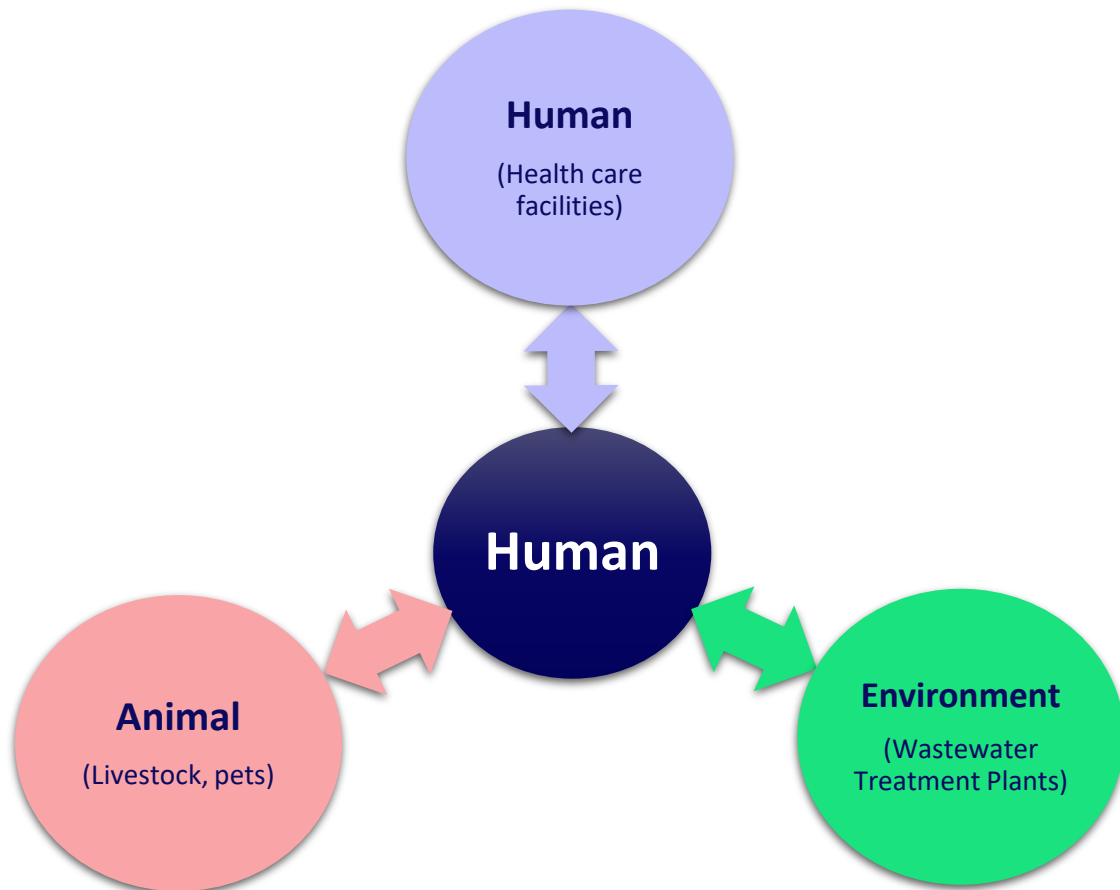 Human
(Health care
facilities)
Human
Animal
(Livestock, pets)
Environment
(Wastewater
Treatment Plants)